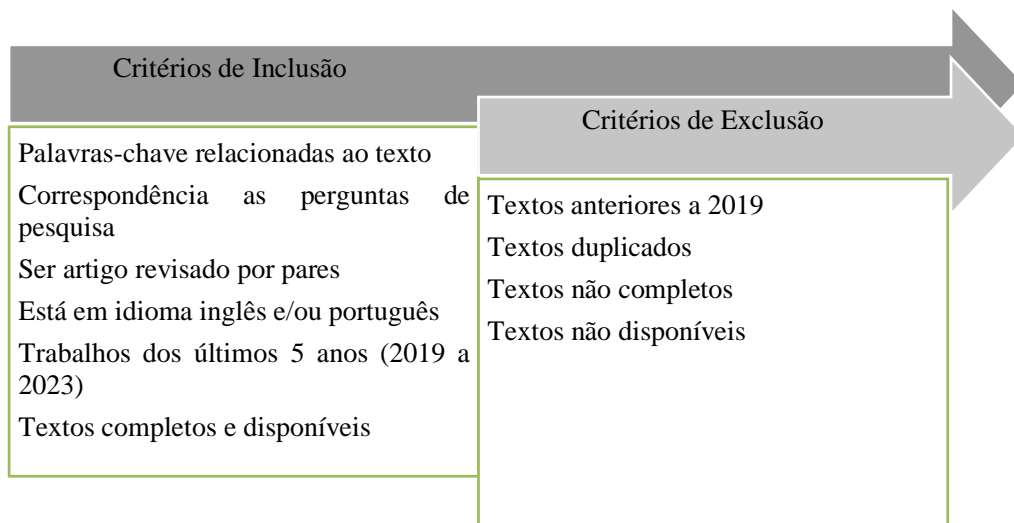 Critérios de Inclusão
Palavras-chave relacionadas ao texto
Correspondência as perguntas de
pesquisa
Ser artigo revisado por pares
Está em idioma inglês e/ou português
Trabalhos dos últimos 5 anos (2019 a
2023)
Textos completos e disponíveis
Critérios de Exclusão
Textos anteriores a 2019
Textos duplicados
Textos não completos
Textos não disponíveis